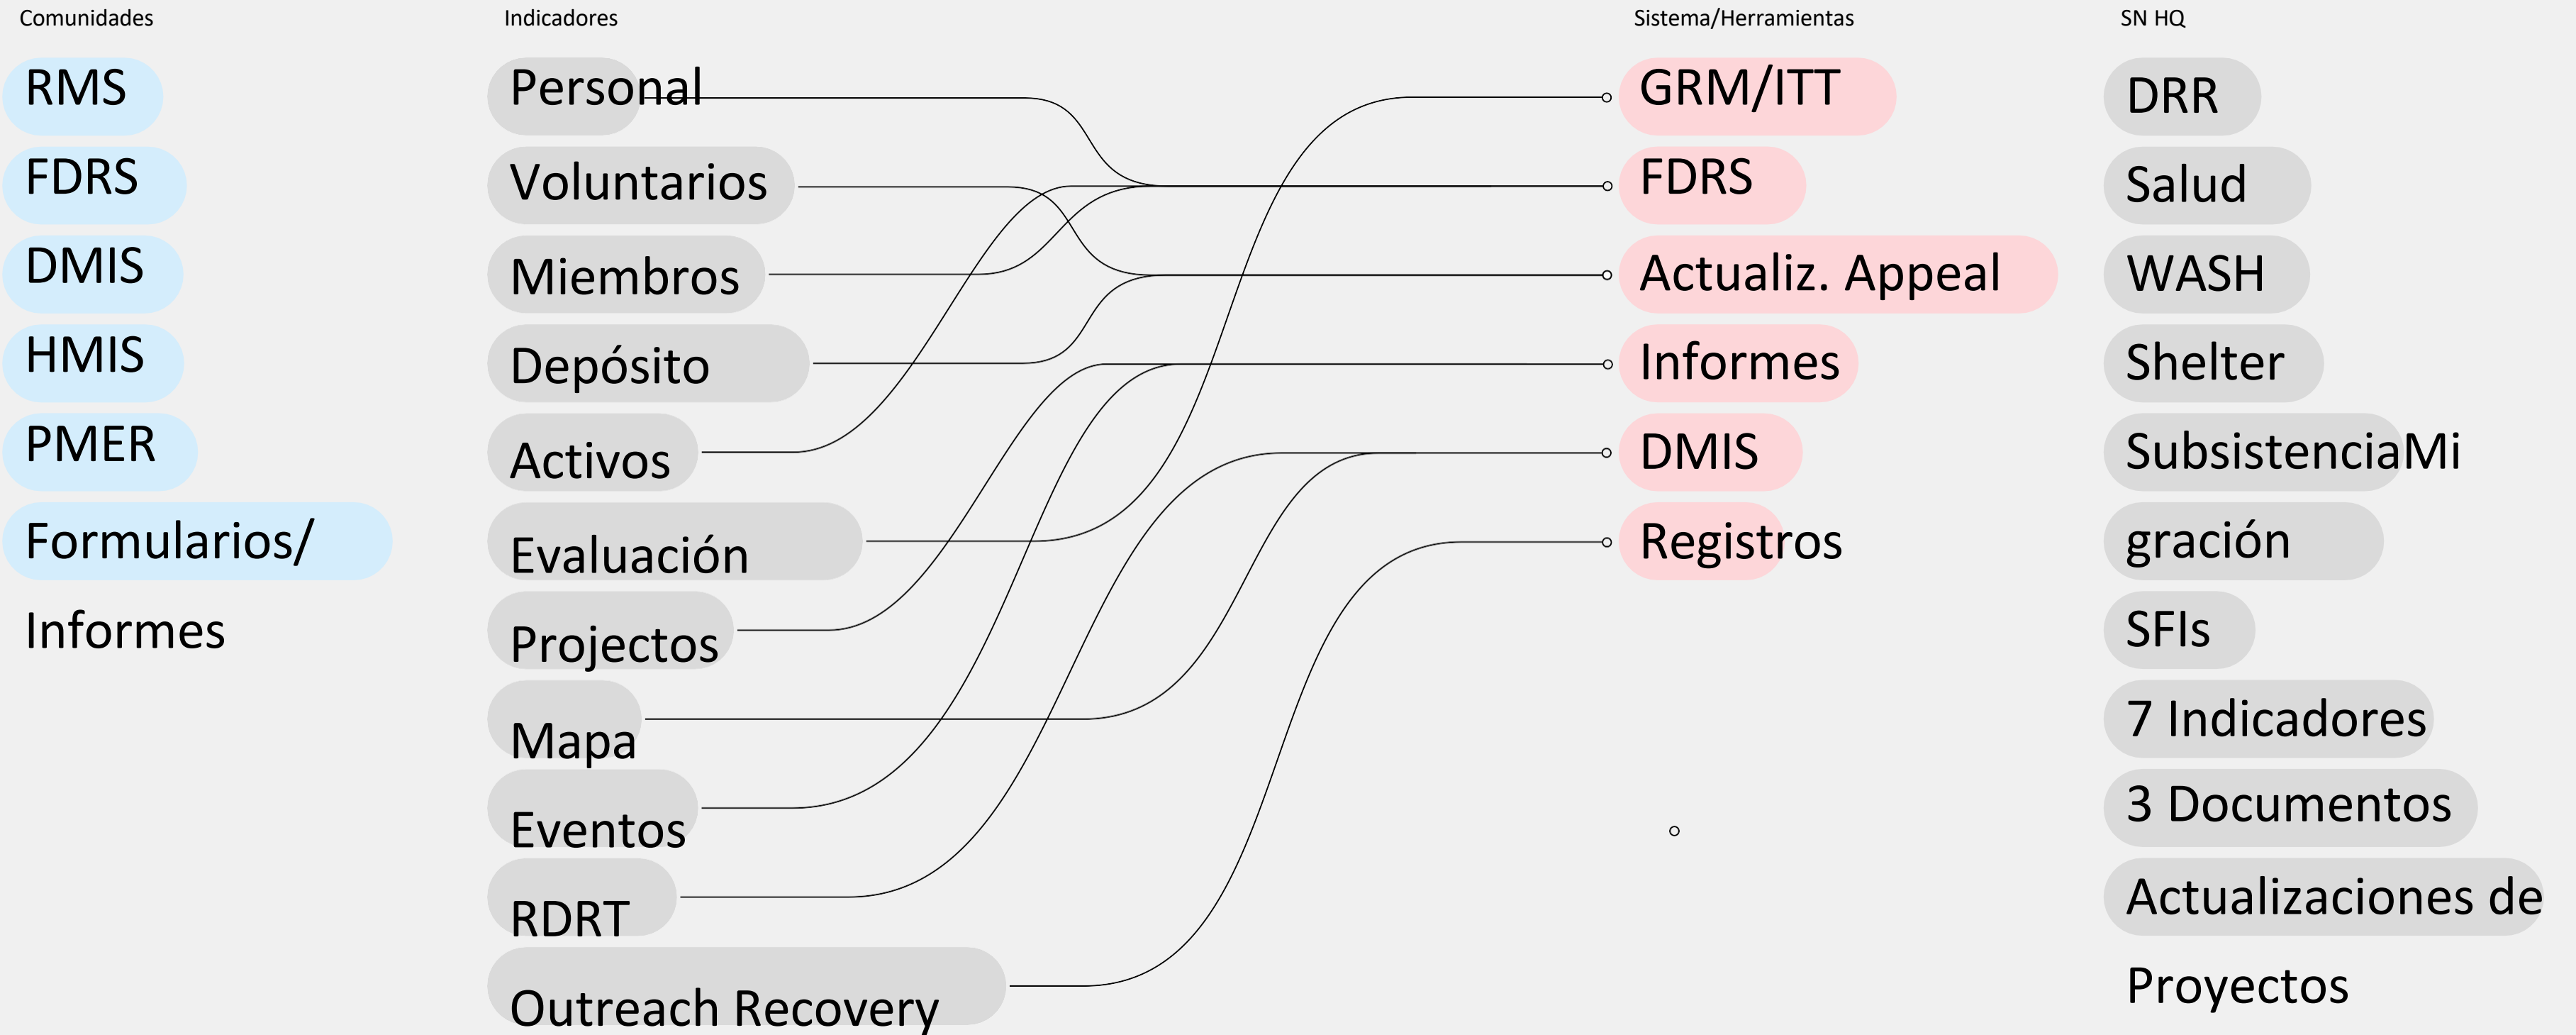 Comunidades
RMS
FDRS
DMIS
HMIS
PMER
Formularios/
Informes
Indicadores
Personal
Voluntarios
Miembros
Depósito
Activos
Evaluación
Projectos
Mapa
Eventos
RDRT
Outreach Recovery
Sistema/Herramientas
GRM/ITT
FDRS
Actualiz. Appeal
Informes
DMIS
Registros
SN HQ
DRR
Salud
WASH
Shelter
SubsistenciaMi
gración
SFIs
7 Indicadores
3 Documentos
Actualizaciones de
Proyectos